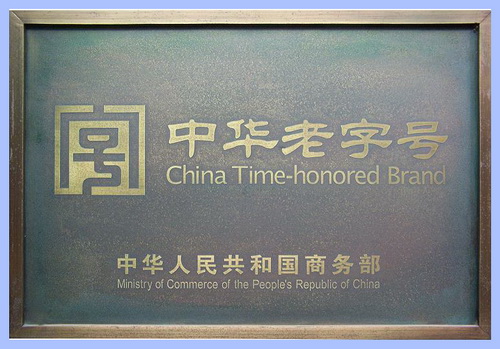 中华老字号
China Time-honored Brand
中华人民共和国商务部
Ministry of Commerce of the People's Republic of China